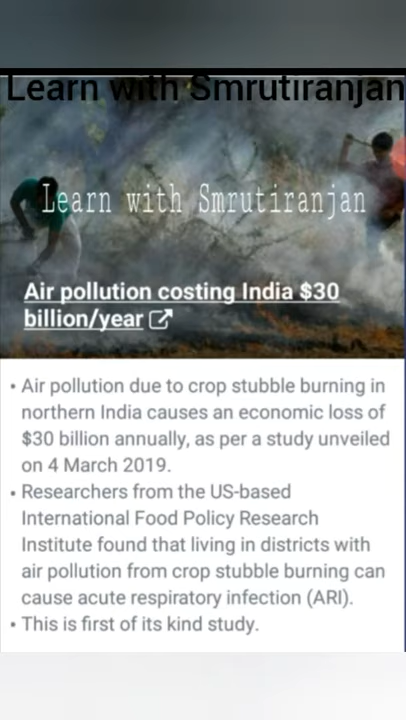 Learn with Smrutiranjan
Learn with Smrutiranjan
Air pollution costing India $30
billion/year
• Air pollution due to crop stubble burning in
northern India causes an economic loss of
$30 billion annually, as per a study unveiled
on 4 March 2019.
• Researchers from the US-based
International Food Policy Research
Institute found that living in districts with
air pollution from crop stubble burning can
cause acute respiratory infection (ARI).
• This is first of its kind study.